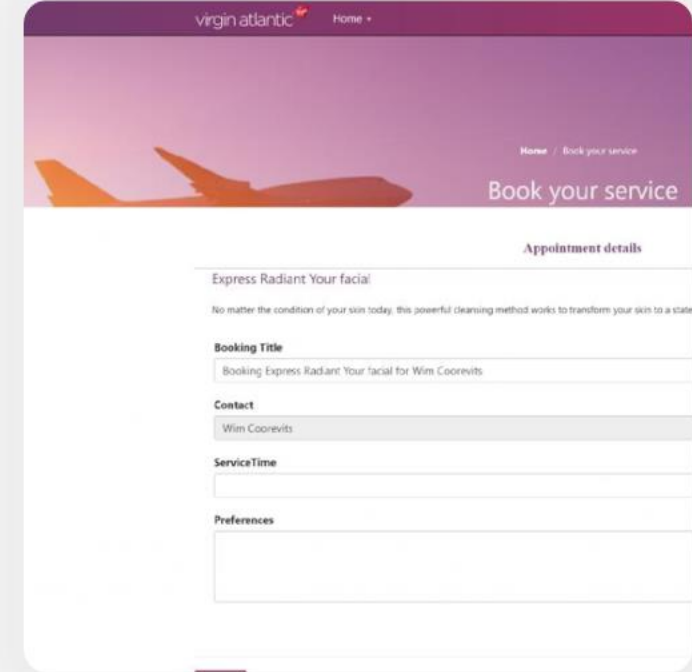 virgin atlantic
Home
Home / Book your service
Book your service
Appointment details
Express Radiant Your facial
No matter the condition of your skin today, this powerful cleansing method works to transform your skin to a state
Booking Title
Booking Express Radiant Your facial for Wim Coorevits
Contact
Wim Coorevits
ServiceTime
Preferences